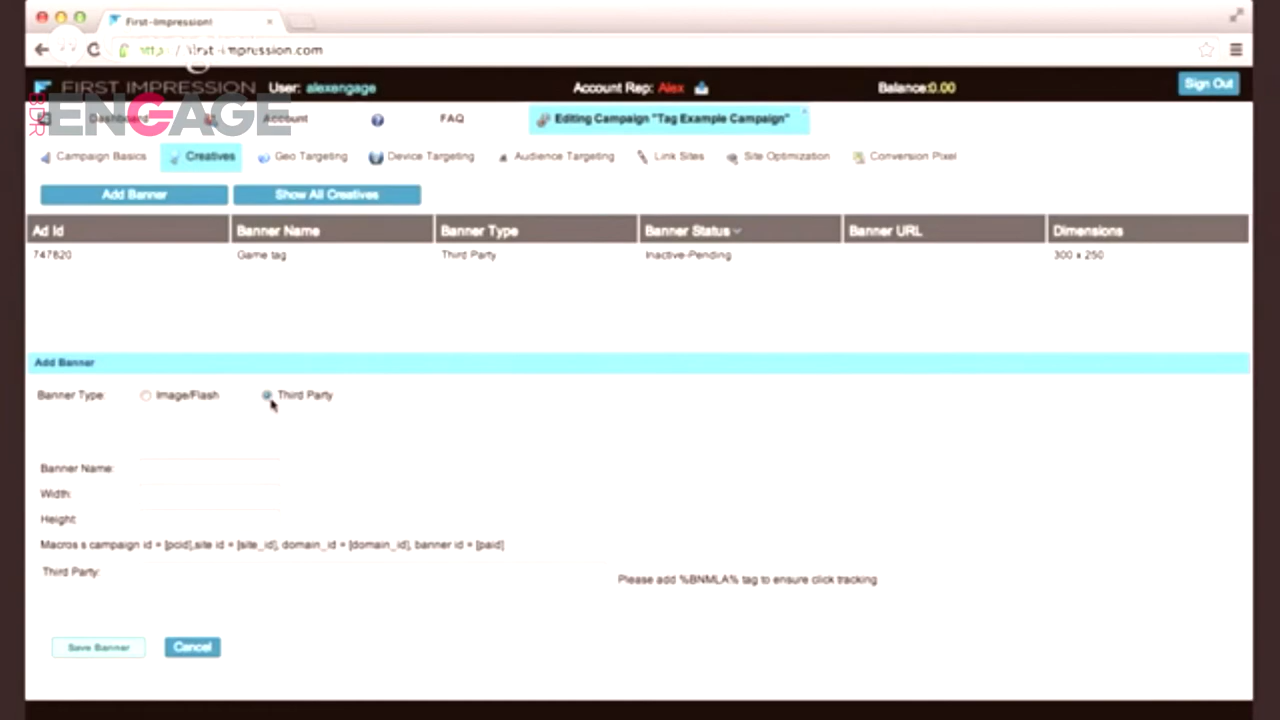 First-Impression!
first-impression.com
FIRST IMPRESSION User: alexengage Account Rep: Alex Balance:0.00 Sign Out
BDR ENGAGE
Dashboard Account FAQ Editing Campaign "Tag Example Campaign"
Campaign Basics Creatives Geo Targeting Device Targeting Audience Targeting Link Sites Site Optimization Conversion Pixel
Add Banner Show All Creatives
Ad Id Banner Name Banner Type Banner Status Banner URL Dimensions
747820 Game tag Third Party Inactive-Pending 300 x 250
Add Banner
Banner Type: Image/Flash Third Party
Banner Name:
Width:
Height:
Macros s campaign id = [pcid],site id = [site_id], domain_id = [domain_id], banner id = [paid]
Third Party:
Please add %BNMLA% tag to ensure click tracking
Save Banner Cancel